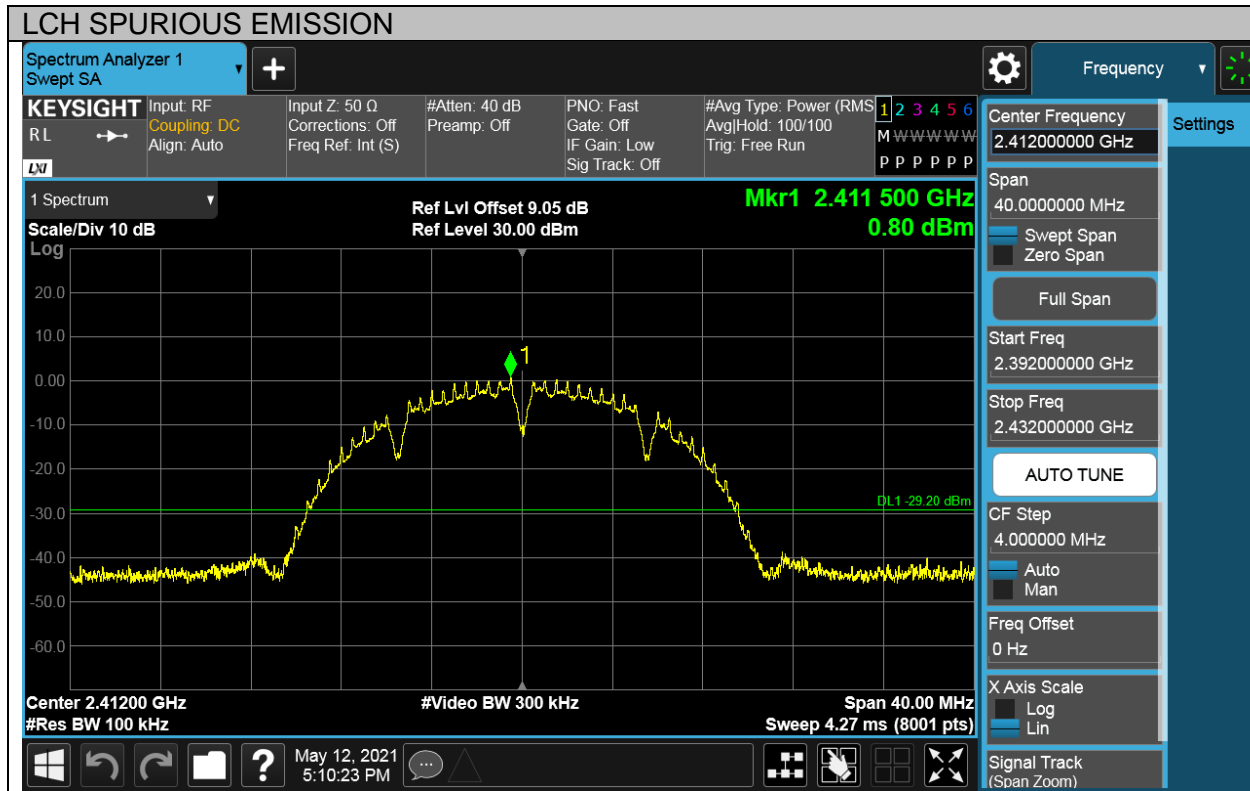 LCH SPURIOUS EMISSION
Spectrum Analyzer 1
Swept SA
+
Frequency
KEYSIGHT
R L
LXI
Input: RF
Coupling: DC
Align: Auto
Input Z: 50 Ω
Corrections: Off
Freq Ref: Int (S)
#Atten: 40 dB
Preamp: Off
PNO: Fast
Gate: Off
IF Gain: Low
Sig Track: Off
#Avg Type: Power (RMS
Avg|Hold: 100/100
Trig: Free Run
1 2 3 4 5 6
M W W W W W
P P P P P P
1 Spectrum
Scale/Div 10 dB
Ref Lvl Offset 9.05 dB
Ref Level 30.00 dBm
Mkr1 2.411 500 GHz
0.80 dBm
Log
20.0
10.0
0.00
-10.0
-20.0
-30.0
-40.0
-50.0
-60.0
1
DL1 -29.20 dBm
Center 2.41200 GHz
#Res BW 100 kHz
#Video BW 300 kHz
Span 40.00 MHz
Sweep 4.27 ms (8001 pts)
?
May 12, 2021
5:10:23 PM
Center Frequency
2.412000000 GHz
Settings
Span
40.0000000 MHz
Swept Span
Zero Span
Full Span
Start Freq
2.392000000 GHz
Stop Freq
2.432000000 GHz
AUTO TUNE
CF Step
4.000000 MHz
Auto
Man
Freq Offset
0 Hz
X Axis Scale
Log
Lin
Signal Track
(Span Zoom)